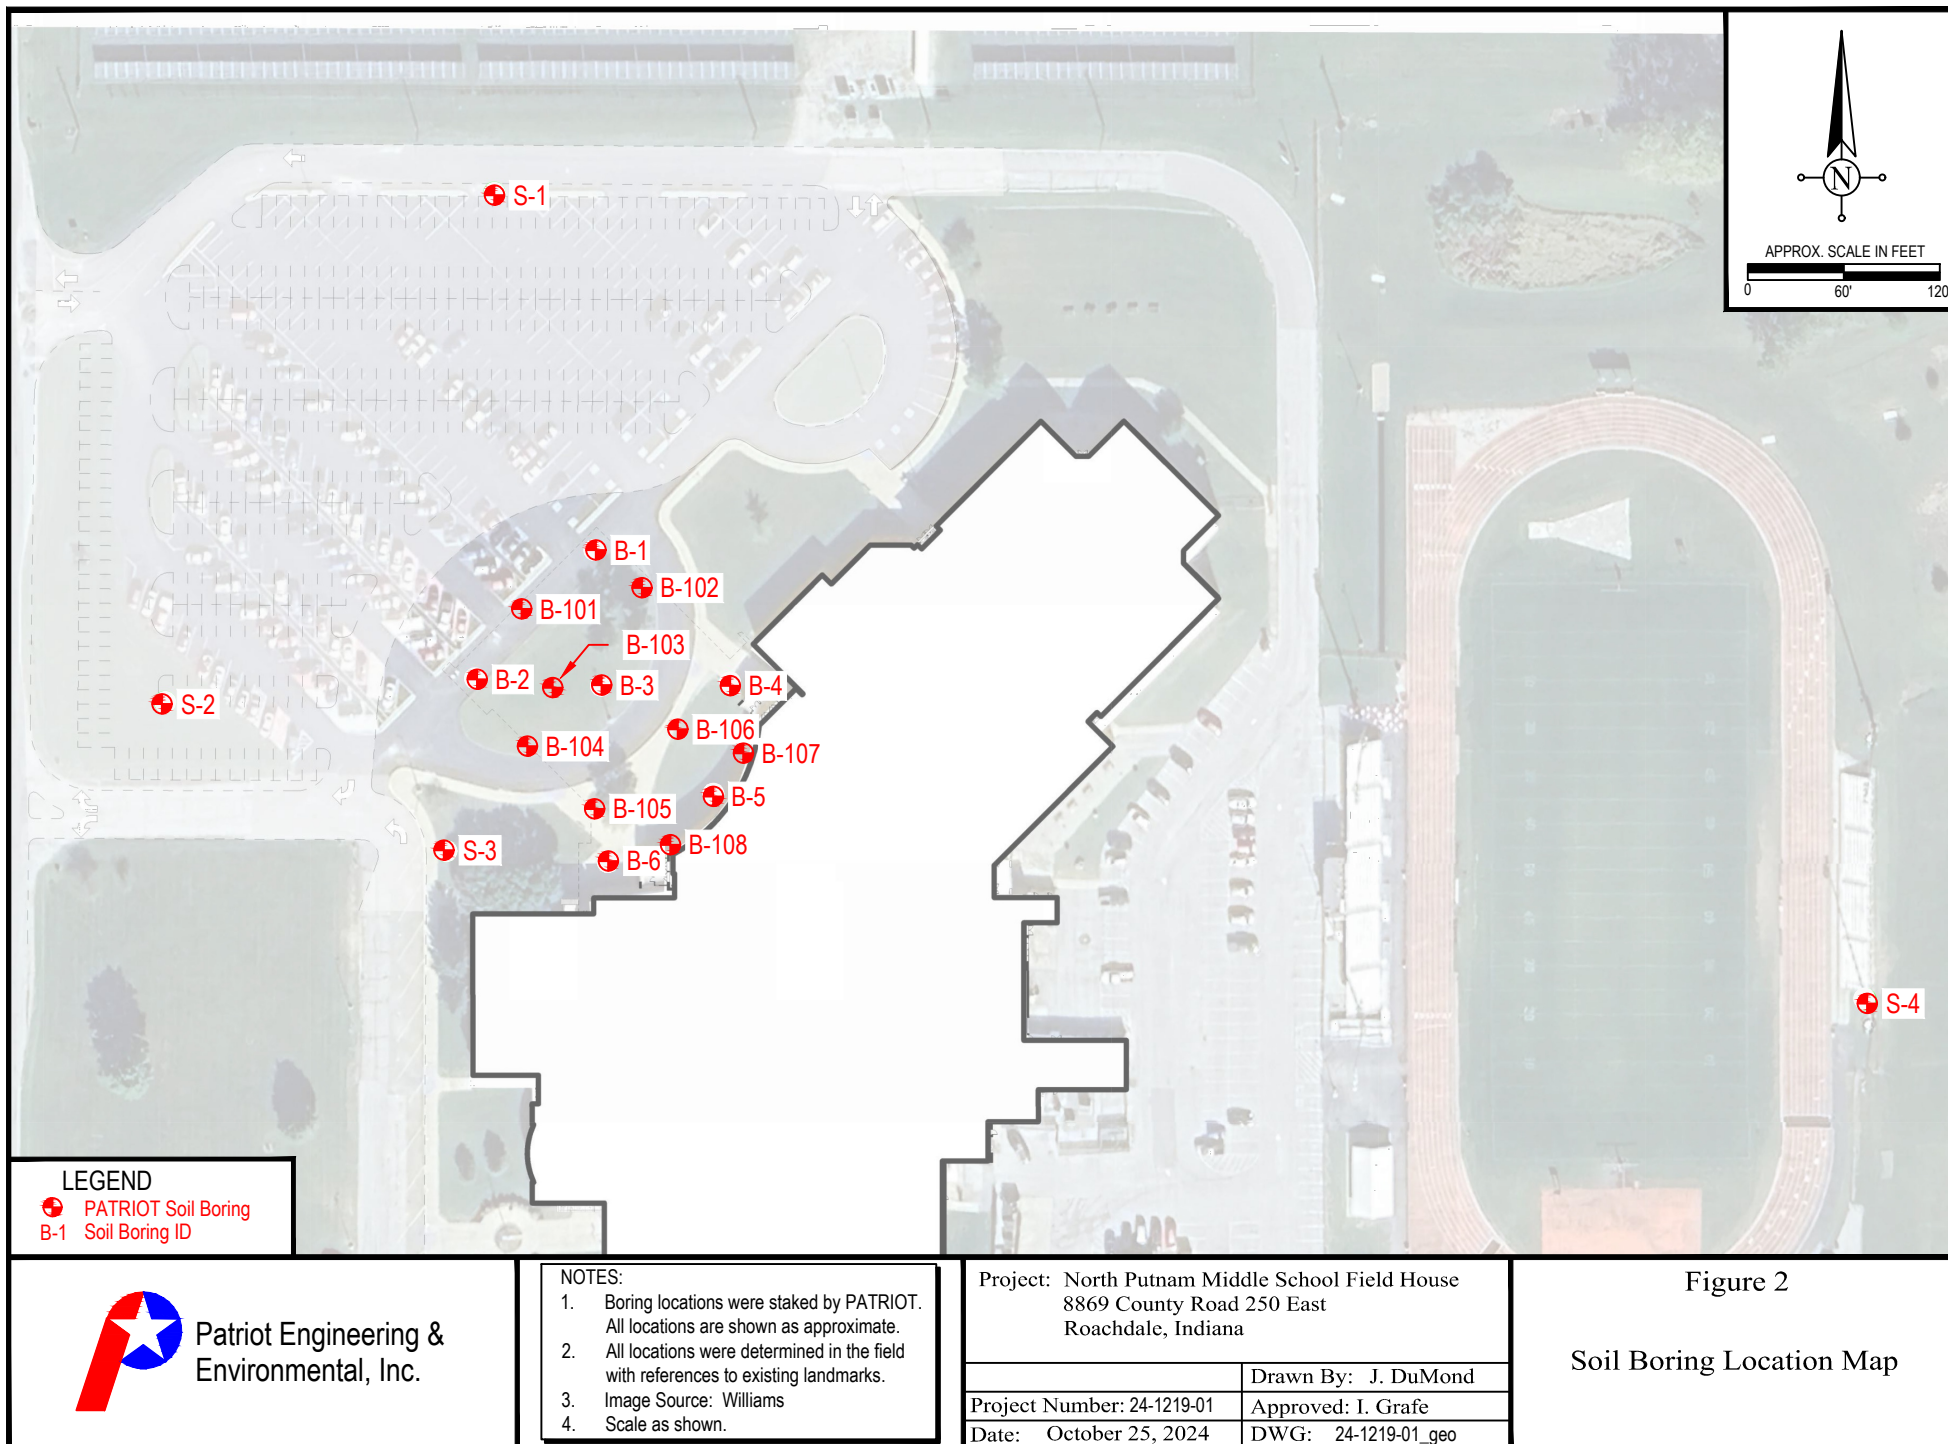 N
APPROX. SCALE IN FEET
0 60' 120
S-1
B-1
B-102
B-101
B-103
B-2
B-3
B-4
S-2
B-106
B-104
B-107
B-5
B-105
B-108
S-3
B-6
S-4
LEGEND
PATRIOT Soil Boring
B-1 Soil Boring ID
Patriot Engineering &
Environmental, Inc.
NOTES:
1. Boring locations were staked by PATRIOT.
All locations are shown as approximate.
2. All locations were determined in the field
with references to existing landmarks.
3. Image Source: Williams
4. Scale as shown.
Project: North Putnam Middle School Field House
8869 County Road 250 East
Roachdale, Indiana
Drawn By: J. DuMond
Project Number: 24-1219-01
Approved: I. Grafe
Date: October 25, 2024
DWG: 24-1219-01_geo
Figure 2
Soil Boring Location Map